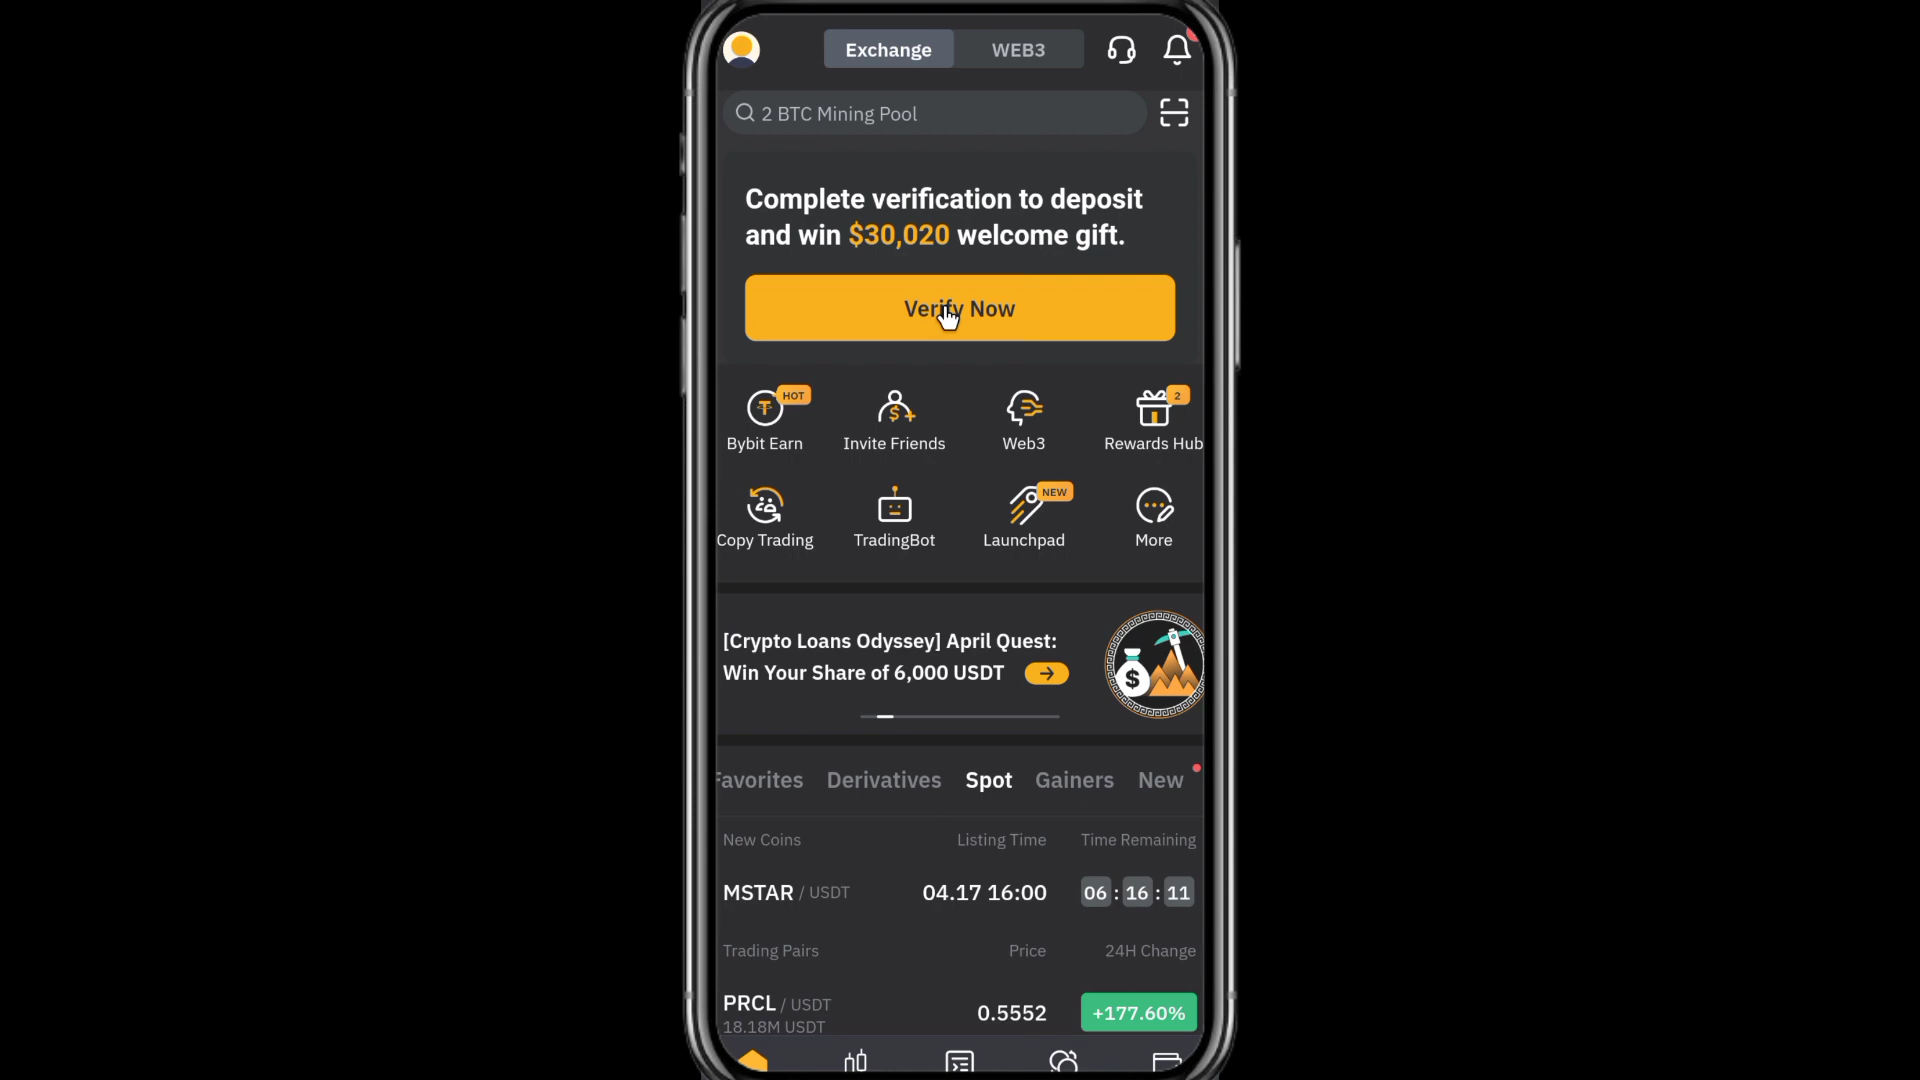 Exchange WEB3
2 BTC Mining Pool
Complete verification to deposit
and win $30,020 welcome gift.
Verify Now
HOT 2
Bybit Earn Invite Friends Web3 Rewards Hub
NEW
Copy Trading TradingBot Launchpad More
[Crypto Loans Odyssey] April Quest:
Win Your Share of 6,000 USDT
$
Favorites Derivatives Spot Gainers New
New Coins Listing Time Time Remaining
MSTAR / USDT 04.17 16:00 06 : 16 : 11
Trading Pairs Price 24H Change
PRCL / USDT 0.5552 +177.60%
18.18M USDT